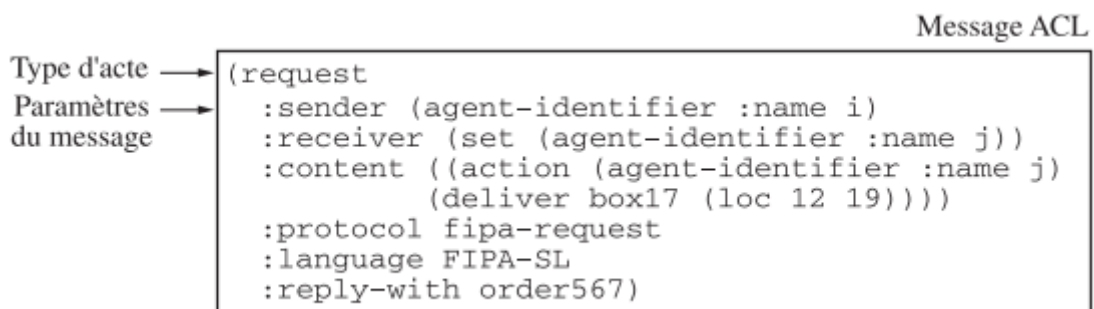 Message ACL
Type d'acte
Paramètres
du message
(request
:sender (agent-identifier :name i)
:receiver (set (agent-identifier :name j))
:content ((action (agent-identifier :name j)
(deliver box17 (loc 12 19))))
:protocol fipa-request
:language FIPA-SL
:reply-with order567)